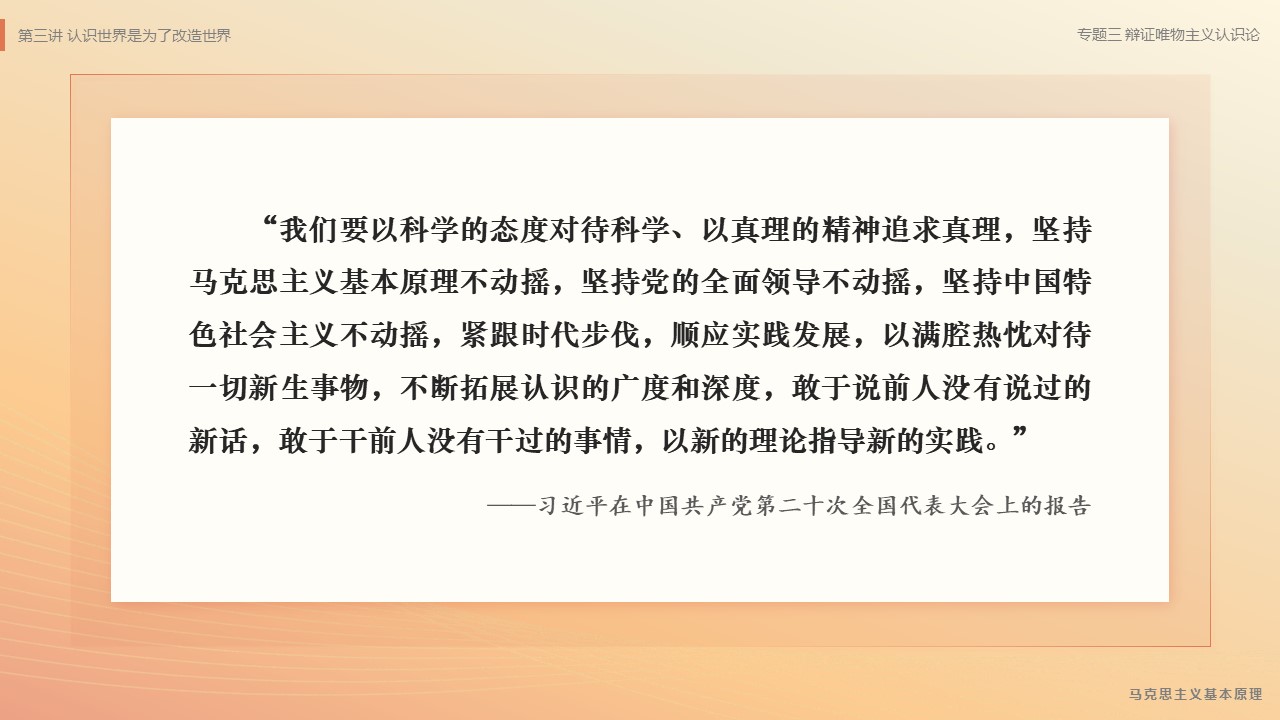 第三讲 认识世界是为了改造世界
专题三 辩证唯物主义认识论
“我们要以科学的态度对待科学、以真理的精神追求真理，坚持
马克思主义基本原理不动摇，坚持党的全面领导不动摇，坚持中国特
色社会主义不动摇，紧跟时代步伐，顺应实践发展，以满腔热忱对待
一切新生事物，不断拓展认识的广度和深度，敢于说前人没有说过的
新话，敢于干前人没有干过的事情，以新的理论指导新的实践。”
——习近平在中国共产党第二十次全国代表大会上的报告
马克思主义基本原理